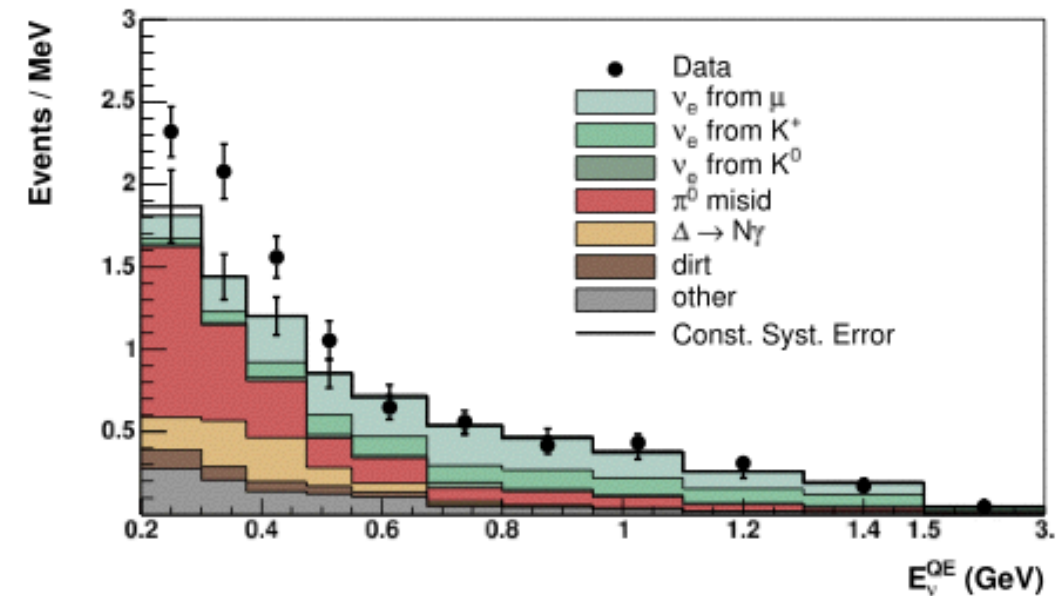 Events / MeV
3
2.5
2
1.5
1
0.5
Data
νe from μ
νe from K+
νe from K0
π0 misid
Δ → Nγ
dirt
other
Const. Syst. Error
0.2 0.4 0.6 0.8 1 1.2 1.4 1.5 3.
EνQE (GeV)